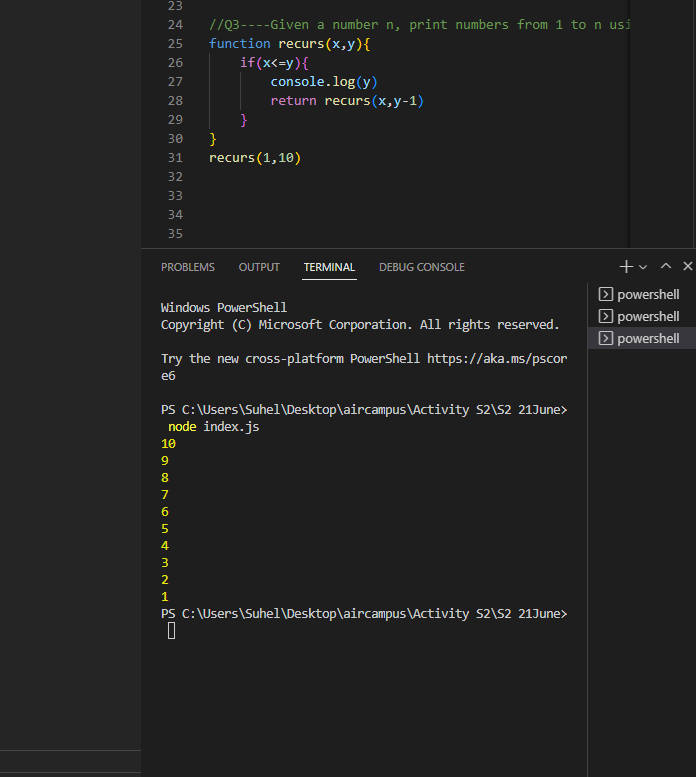 23
24 //Q3----Given a number n, print numbers from 1 to n usi
25 function recurs(x,y){
26 if(x<=y){
27 console.log(y)
28 return recurs(x,y-1)
29 }
30 }
31 recurs(1,10)
32
33
34
35
PROBLEMS OUTPUT TERMINAL DEBUG CONSOLE
powershell
powershell
powershell
Windows PowerShell
Copyright (C) Microsoft Corporation. All rights reserved.
Try the new cross-platform PowerShell https://aka.ms/pscor
e6
PS C:\Users\Suhel\Desktop\aircampus\Activity S2\S2 21June>
node index.js
10
9
8
7
6
5
4
3
2
1
PS C:\Users\Suhel\Desktop\aircampus\Activity S2\S2 21June>